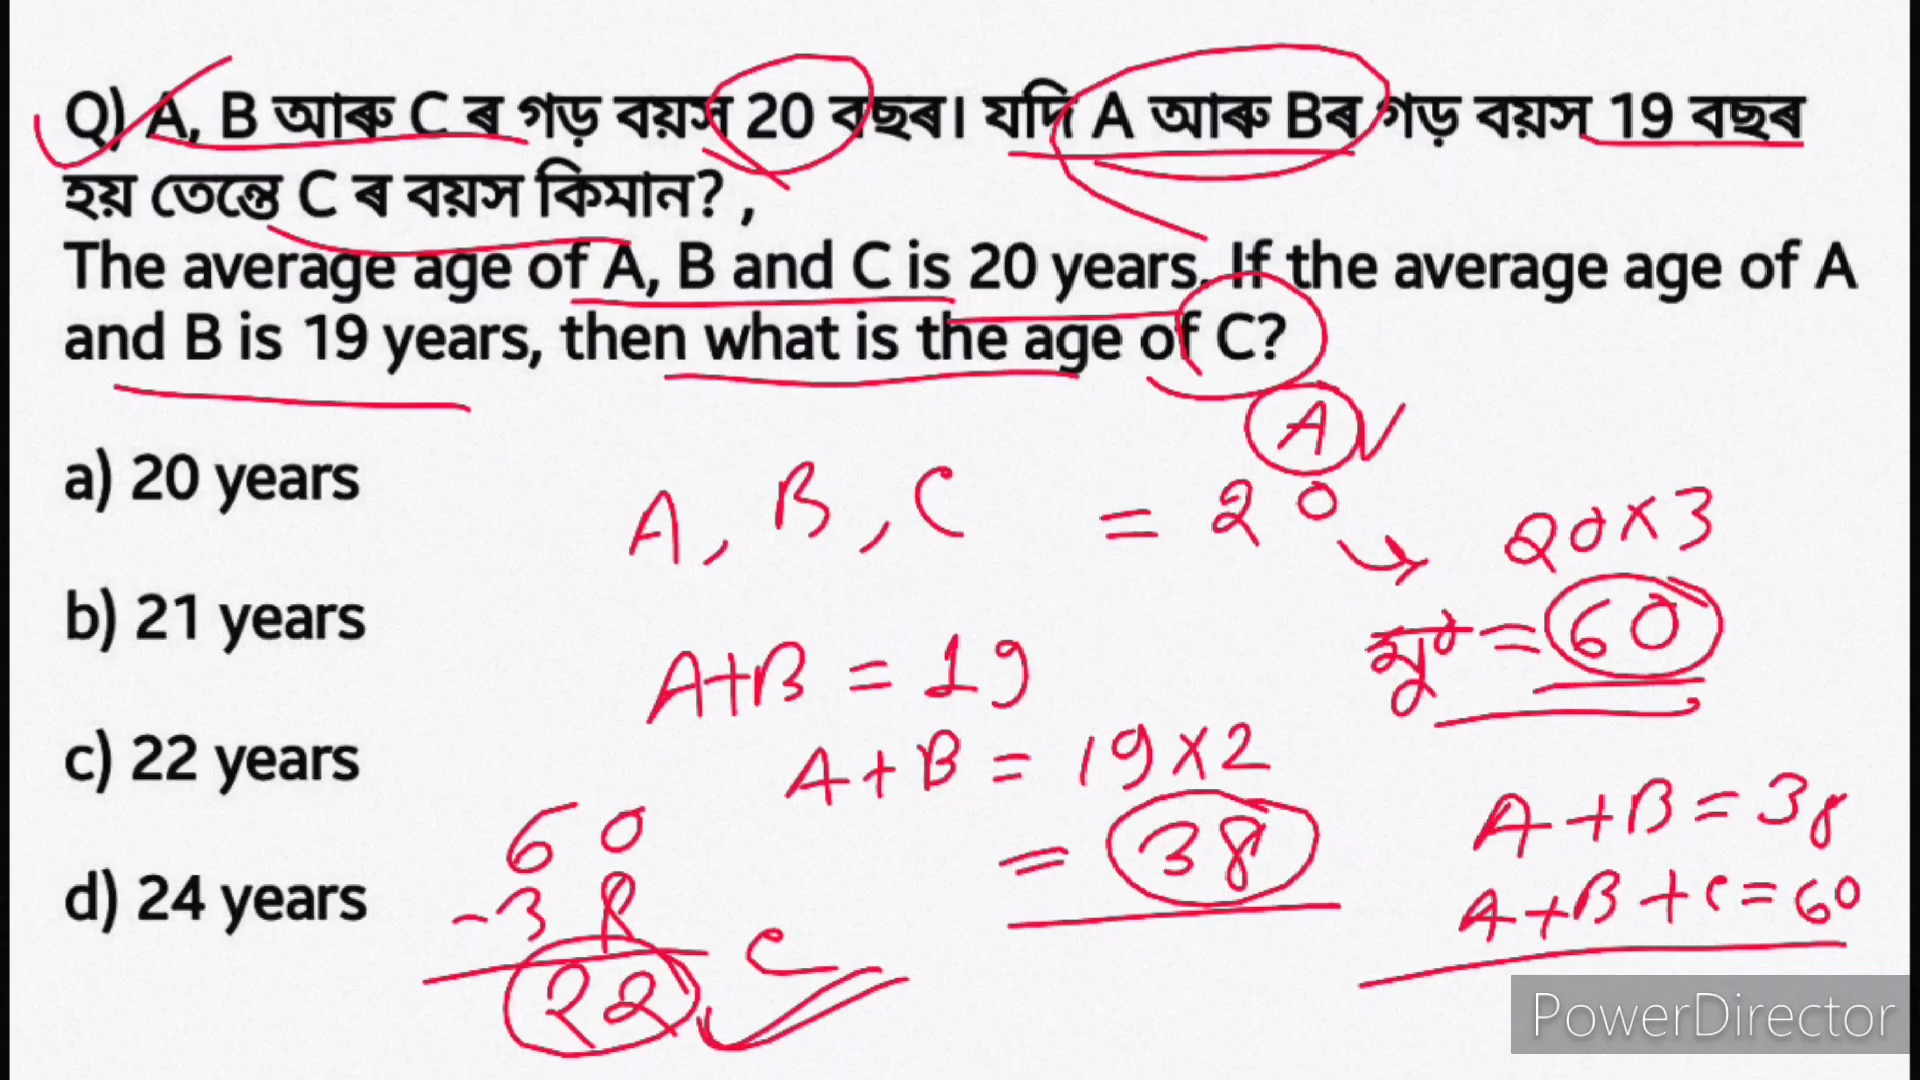 Q) A, B আৰু C ৰ গড় বয়স 20 বছৰ। যদি A আৰু Bৰ গড় বয়স 19 বছৰ
হয় তেন্তে C ৰ বয়স কিমান? ,
The average age of A, B and C is 20 years. If the average age of A
and B is 19 years, then what is the age of C?
A
a) 20 years
A, B, C = 20
20×3
b) 21 years
= 60
A+B = 19
c) 22 years
A+B = 19×2
= 38
A+B=38
A+B+C=60
d) 24 years
60
-38
22
C
PowerDirector